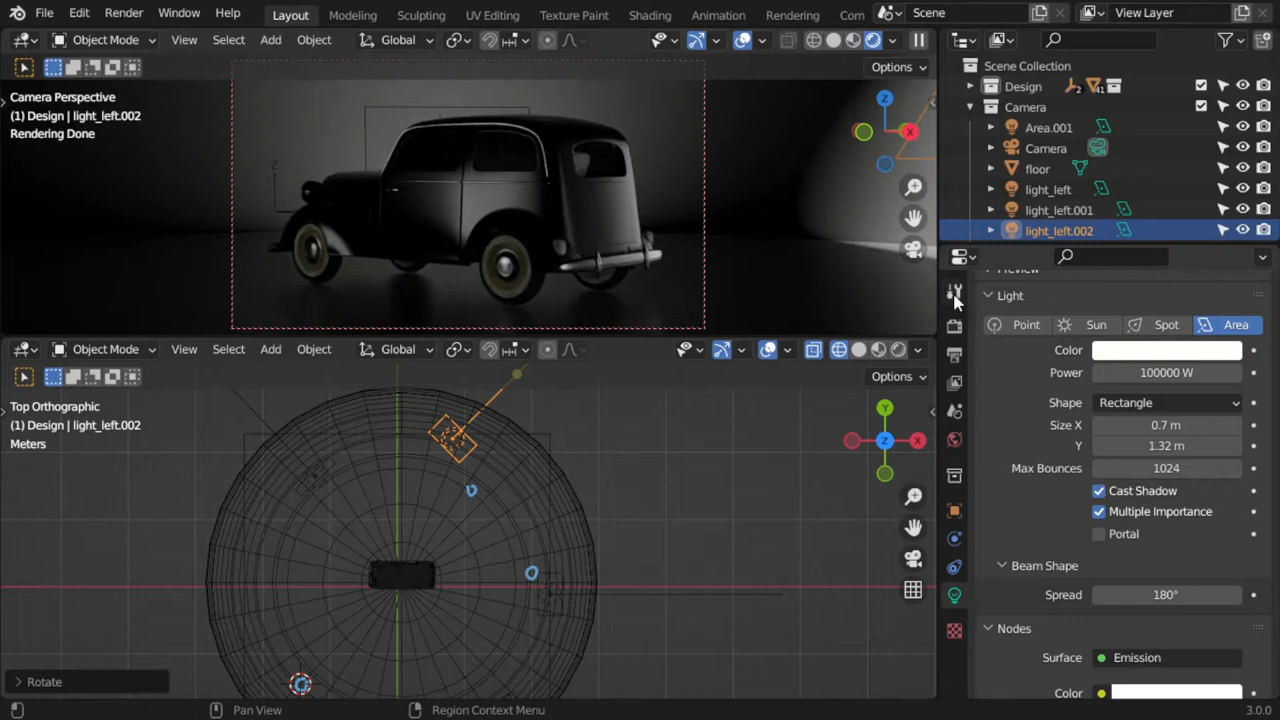 File Edit Render Window Help Layout Modeling Sculpting UV Editing Texture Paint Shading Animation Rendering Com Scene View Layer
Object Mode View Select Add Object Global
Options
Camera Perspective
(1) Design | light_left.002
Rendering Done
Z
X
Scene Collection
Design 2 41
Camera
Area.001
Camera
floor
light_left
light_left.001
light_left.002
Preview
Light
Point Sun Spot Area
Color
Power 100000 W
Shape Rectangle
Size X 0.7 m
Y 1.32 m
Max Bounces 1024
Cast Shadow
Multiple Importance
Portal
Beam Shape
Spread 180°
Nodes
Surface Emission
Color
Object Mode View Select Add Object Global
Options
Top Orthographic
(1) Design | light_left.002
Meters
Y
Z X
Rotate
Pan View Region Context Menu 3.0.0